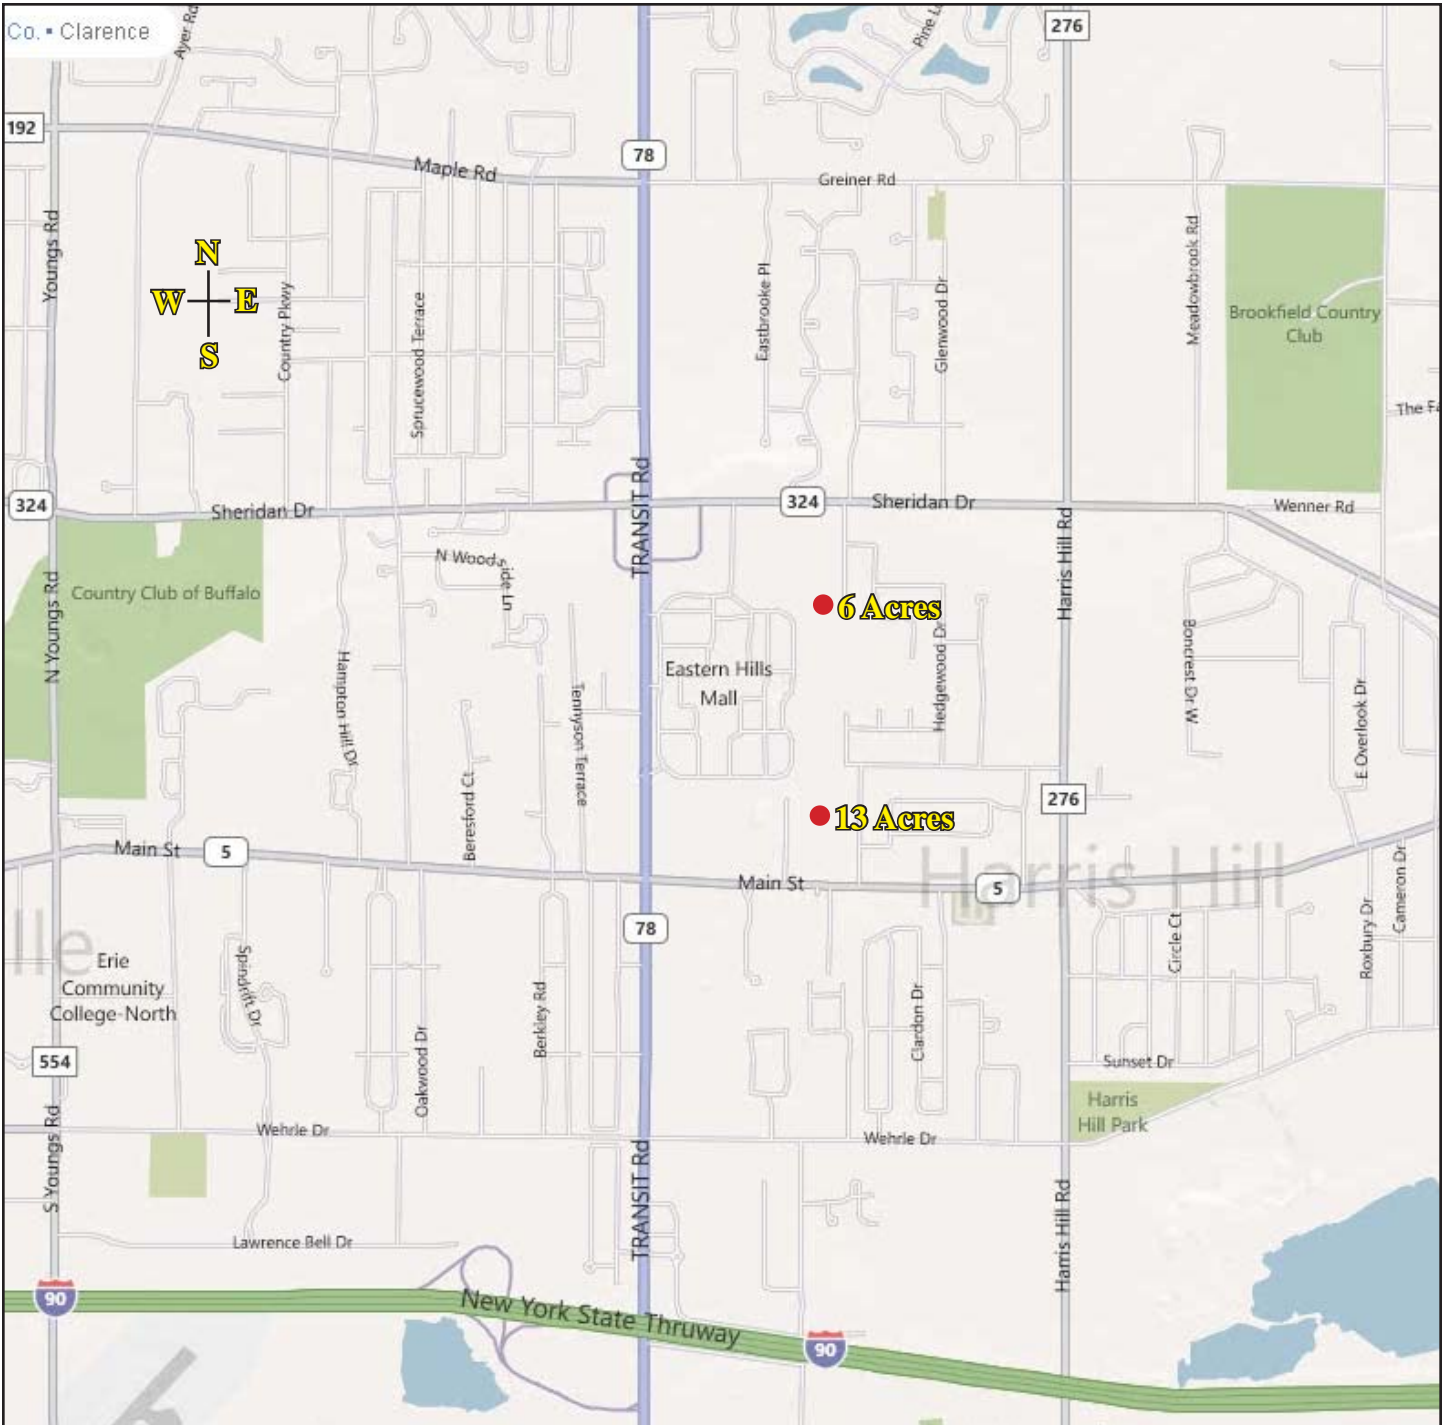 Co. ▪ Clarence
Ayer Rd
276
192
78
Maple Rd
Greiner Rd
Youngs Rd
N
W
E
S
Country Pkwy
Sprucewood Terrace
Eastbrooke Pl
Glenwood Dr
Meadowbrook Rd
Brookfield Country
Club
324
Sheridan Dr
TRANSIT Rd
324
Sheridan Dr
Wenner Rd
Harris Hill Rd
N Woodside Ln
Country Club of Buffalo
N Youngs Rd
6 Acres
Hampton Hill Dr
Tennyson Terrace
Eastern Hills
Mall
Hedgewood Dr
Boncrest Dr W
E Overlook Dr
Beresford Ct
276
13 Acres
Main St
5
Main St
5
Harris Hill
Cameron Dr
Roxbury Dr
Circle Ct
78
lle
Erie
Community
College-North
Spindrift Dr
Oakwood Dr
Berkley Rd
Clardon Dr
554
Sunset Dr
Harris
Hill Park
S Youngs Rd
Wehrle Dr
Wehrle Dr
TRANSIT Rd
Harris Hill Rd
Lawrence Bell Dr
90
New York State Thruway
90